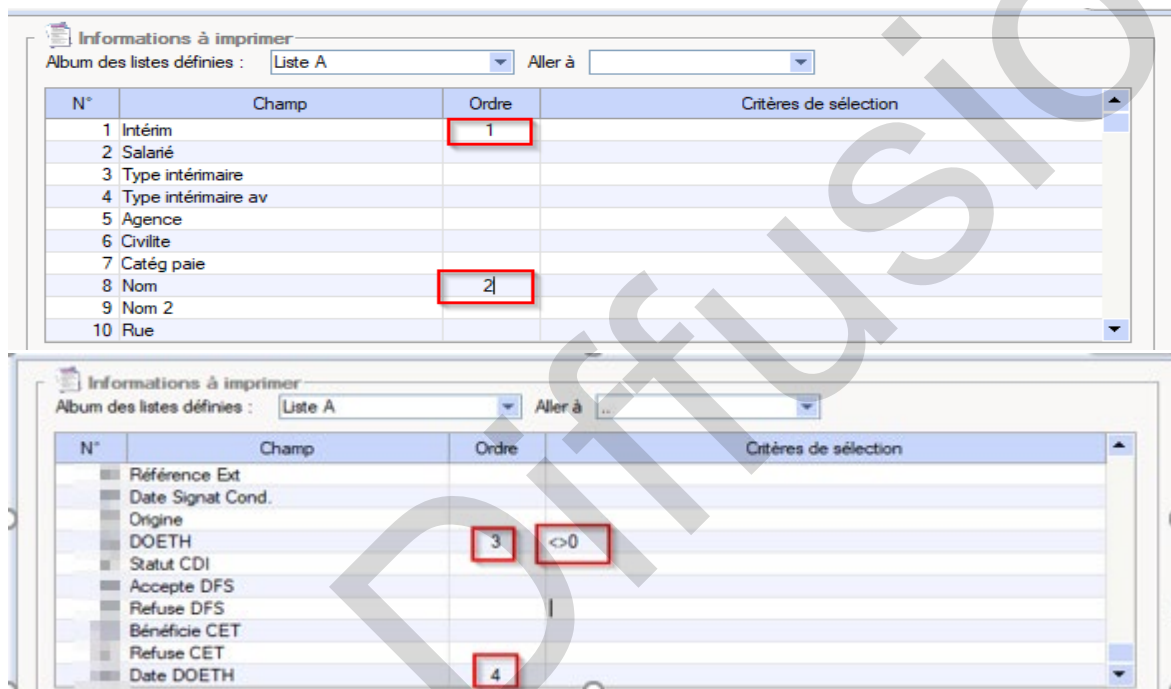 Informations à imprimer
Album des listes définies : Liste A Aller à
N° Champ Ordre Critères de sélection
1 Intérim 1
2 Salarié
3 Type intérimaire
4 Type intérimaire av
5 Agence
6 Civilite
7 Catég paie
8 Nom 2
9 Nom 2
10 Rue
Informations à imprimer
Album des listes définies : Liste A Aller à ..
N° Champ Ordre Critères de sélection
Référence Ext
Date Signat Cond.
Origine
DOETH 3 <>0
Statut CDI
Accepte DFS
Refuse DFS
Bénéficie CET
Refuse CET
Date DOETH 4
Diffusio